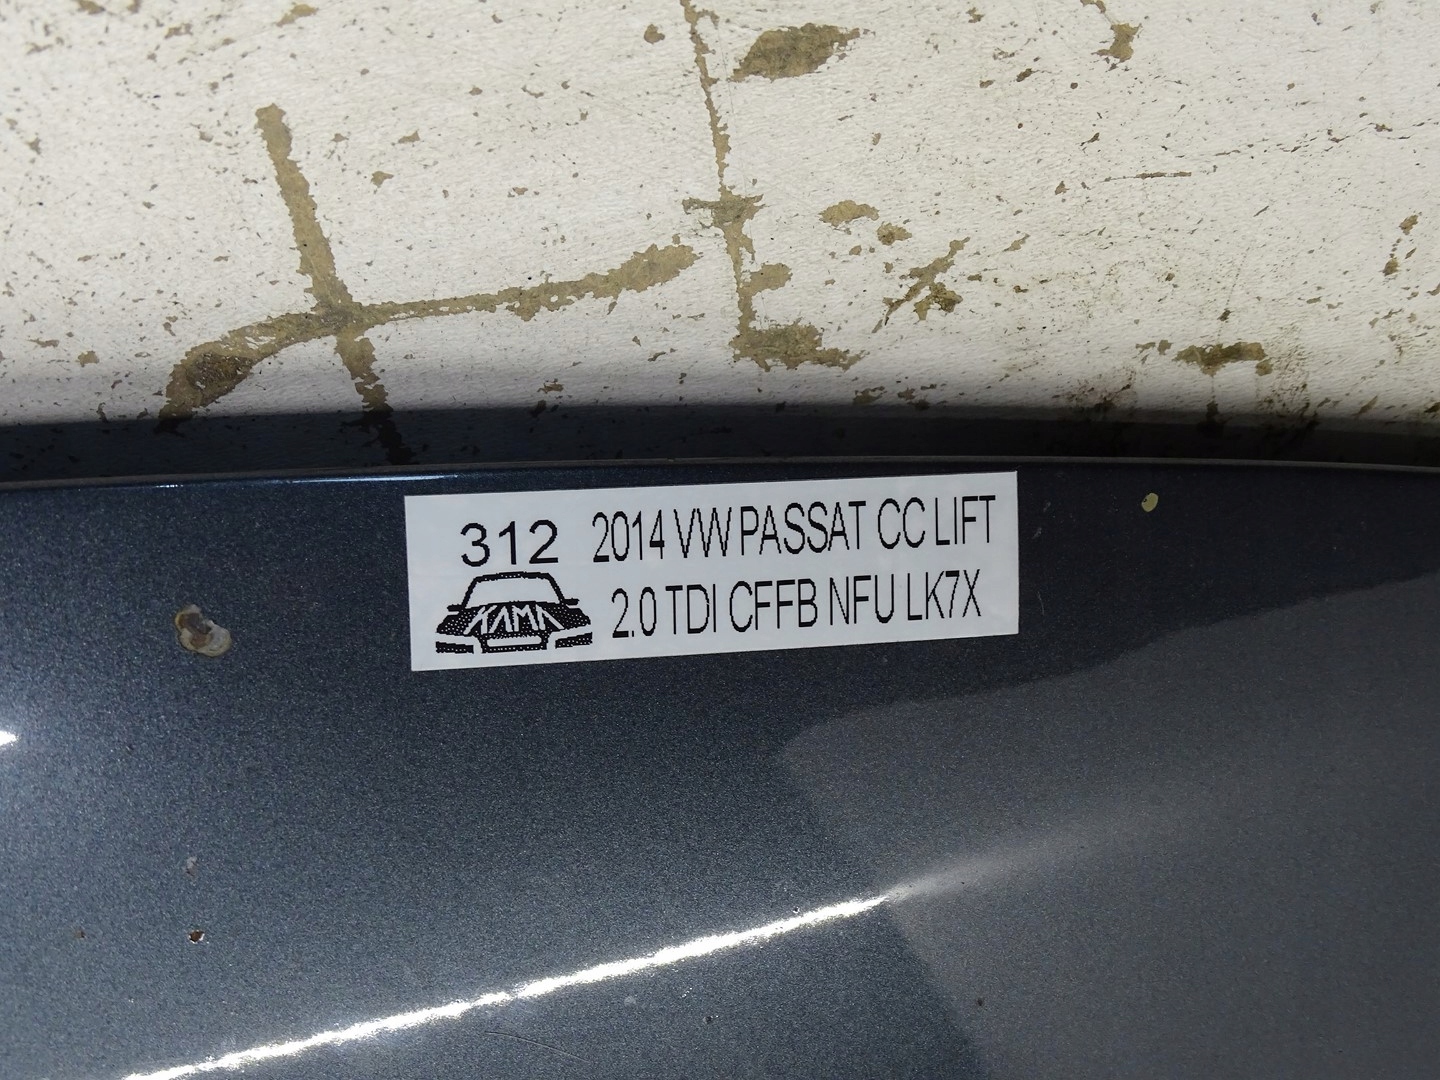 312 2014 VW PASSAT CC LIFT
KAMA 2.0 TDI CFFB NFU LK7X